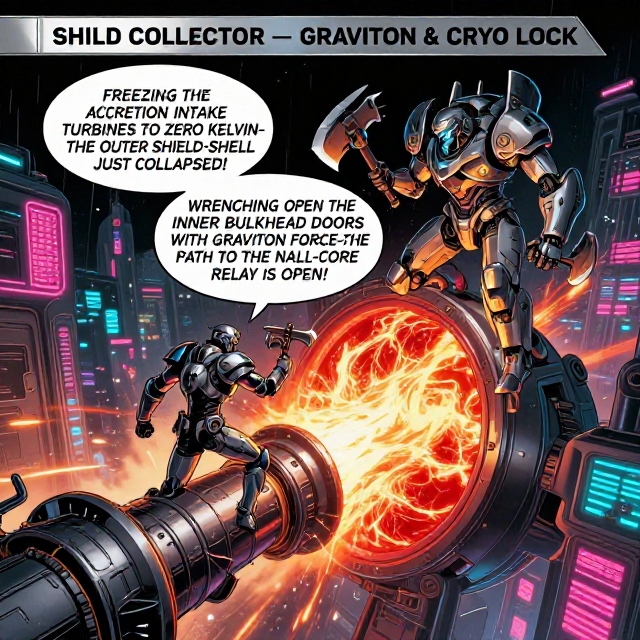 SHILD COLLECTOR — GRAVITON & CRYO LOCK
FREEZING THE
ACCRETION INTAKE
TURBINES TO ZERO KELVIN-
THE OUTER SHIELD-SHELL
JUST COLLAPSED!
WRENCHING OPEN THE
INNER BULKHEAD DOORS
WITH GRAVITON FORCE-THE
PATH TO THE NALL-CORE
RELAY IS OPEN!